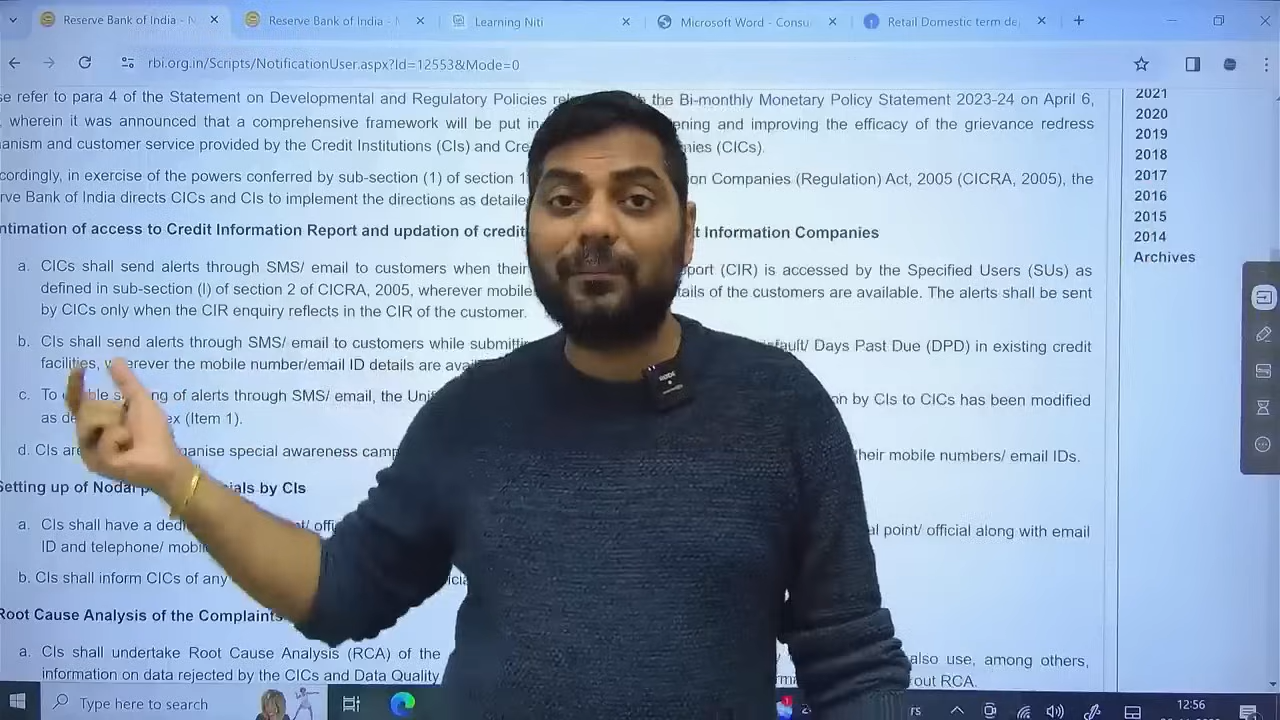 Reserve Bank of India - N
Reserve Bank of India - N
Learning Niti
Microsoft Word - Consu
Retail Domestic term de
rbi.org.in/Scripts/NotificationUser.aspx?Id=12553&Mode=0
se refer to para 4 of the Statement on Developmental and Regulatory Policies the Bi-monthly Monetary Policy Statement 2023-24 on April 6,
wherein it was announced that a comprehensive framework will be put in ening and improving the efficacy of the grievance redress
anism and customer service provided by the Credit Institutions (CIs) and Cre nies (CICs).
cordingly, in exercise of the powers conferred by sub-section (1) of section 1 on Companies (Regulation) Act, 2005 (CICRA, 2005), the
rve Bank of India directs CICs and CIs to implement the directions as detaile
ntimation of access to Credit Information Report and updation of credit t Information Companies
a. CICs shall send alerts through SMS/ email to customers when their port (CIR) is accessed by the Specified Users (SUs) as
defined in sub-section (l) of section 2 of CICRA, 2005, wherever mobile tails of the customers are available. The alerts shall be sent
by CICs only when the CIR enquiry reflects in the CIR of the customer.
b. CIs shall send alerts through SMS/ email to customers while submittin efault/ Days Past Due (DPD) in existing credit
facilities, wherever the mobile number/email ID details are avai
c. To ble s ng of alerts through SMS/ email, the Unif on by CIs to CICs has been modified
as de ex (Item 1).
d. CIs are organise special awareness cam their mobile numbers/ email IDs.
Setting up of Nodal p ials by CIs
a. CIs shall have a ded t/ offi al point/ official along with email
ID and telephone/ mobi
b. CIs shall inform CICs of any icia
Root Cause Analysis of the Complaint
a. CIs shall undertake Root Cause Analysis (RCA) of the also use, among others,
information on data rejected by the CICs and Data Quality out RCA.
2021
2020
2019
2018
2017
2016
2015
2014
Archives
RODE
Type here to search
rs
12:56